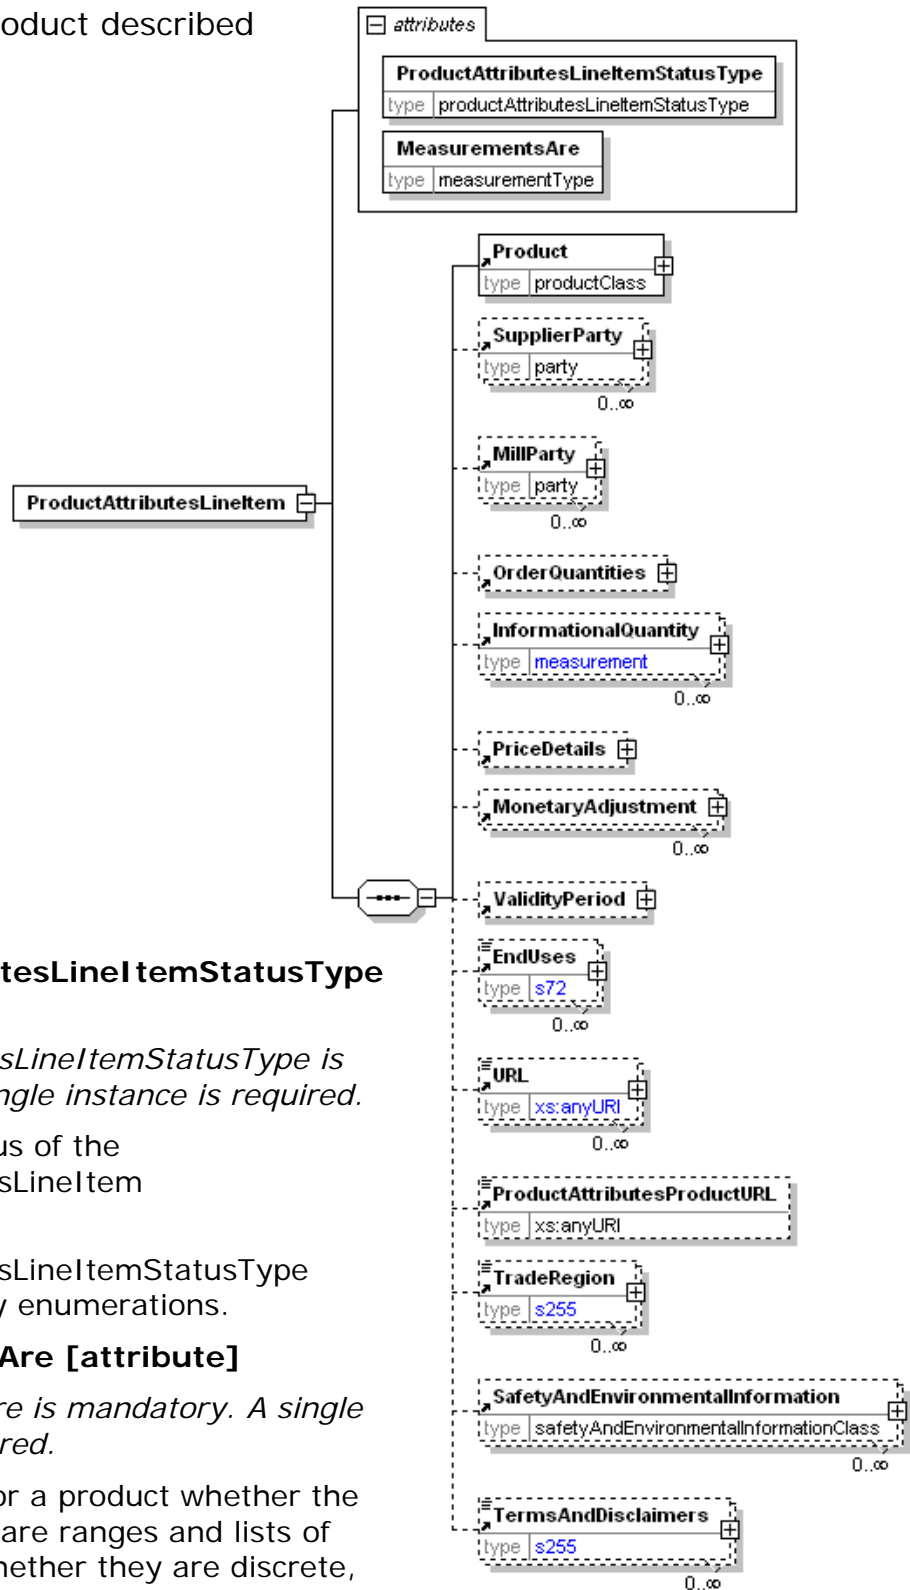 oduct described
attributes
ProductAttributesLineItemStatusType
type productAttributesLineItemStatusType
MeasurementsAre
type measurementType
Product
type productClass
SupplierParty
type party
0..∞
MillParty
type party
0..∞
ProductAttributesLineItem
OrderQuantities
InformationalQuantity
type measurement
0..∞
PriceDetails
MonetaryAdjustment
0..∞
ValidityPeriod
EndUses
type s72
0..∞
URL
type xs:anyURI
0..∞
ProductAttributesProductURL
type xs:anyURI
TradeRegion
type s255
0..∞
SafetyAndEnvironmentalInformation
type safetyAndEnvironmentalInformationClass
0..∞
TermsAndDisclaimers
type s255
0..∞
tesLineItemStatusType
sLineItemStatusType is
ngle instance is required.
us of the
sLineItem
sLineItemStatusType
y enumerations.
Are [attribute]
re is mandatory. A single
red.
or a product whether the
are ranges and lists of
hether they are discrete,